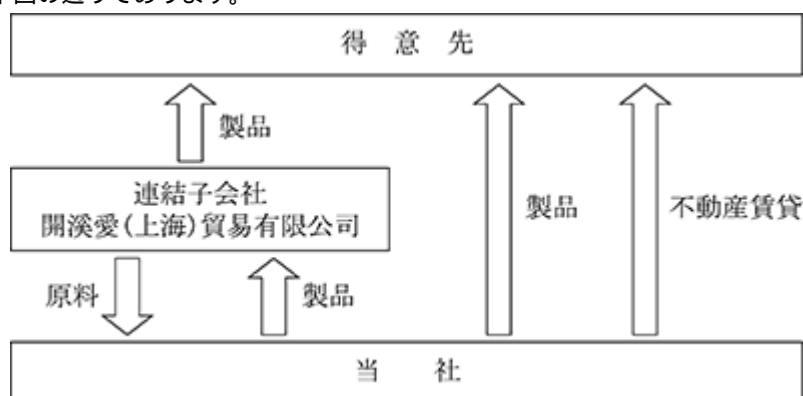 下図の通りであります。
得意先
製品
連結子会社
開溪愛(上海)貿易有限公司
製品
不動産賃貸
原料
製品
当社